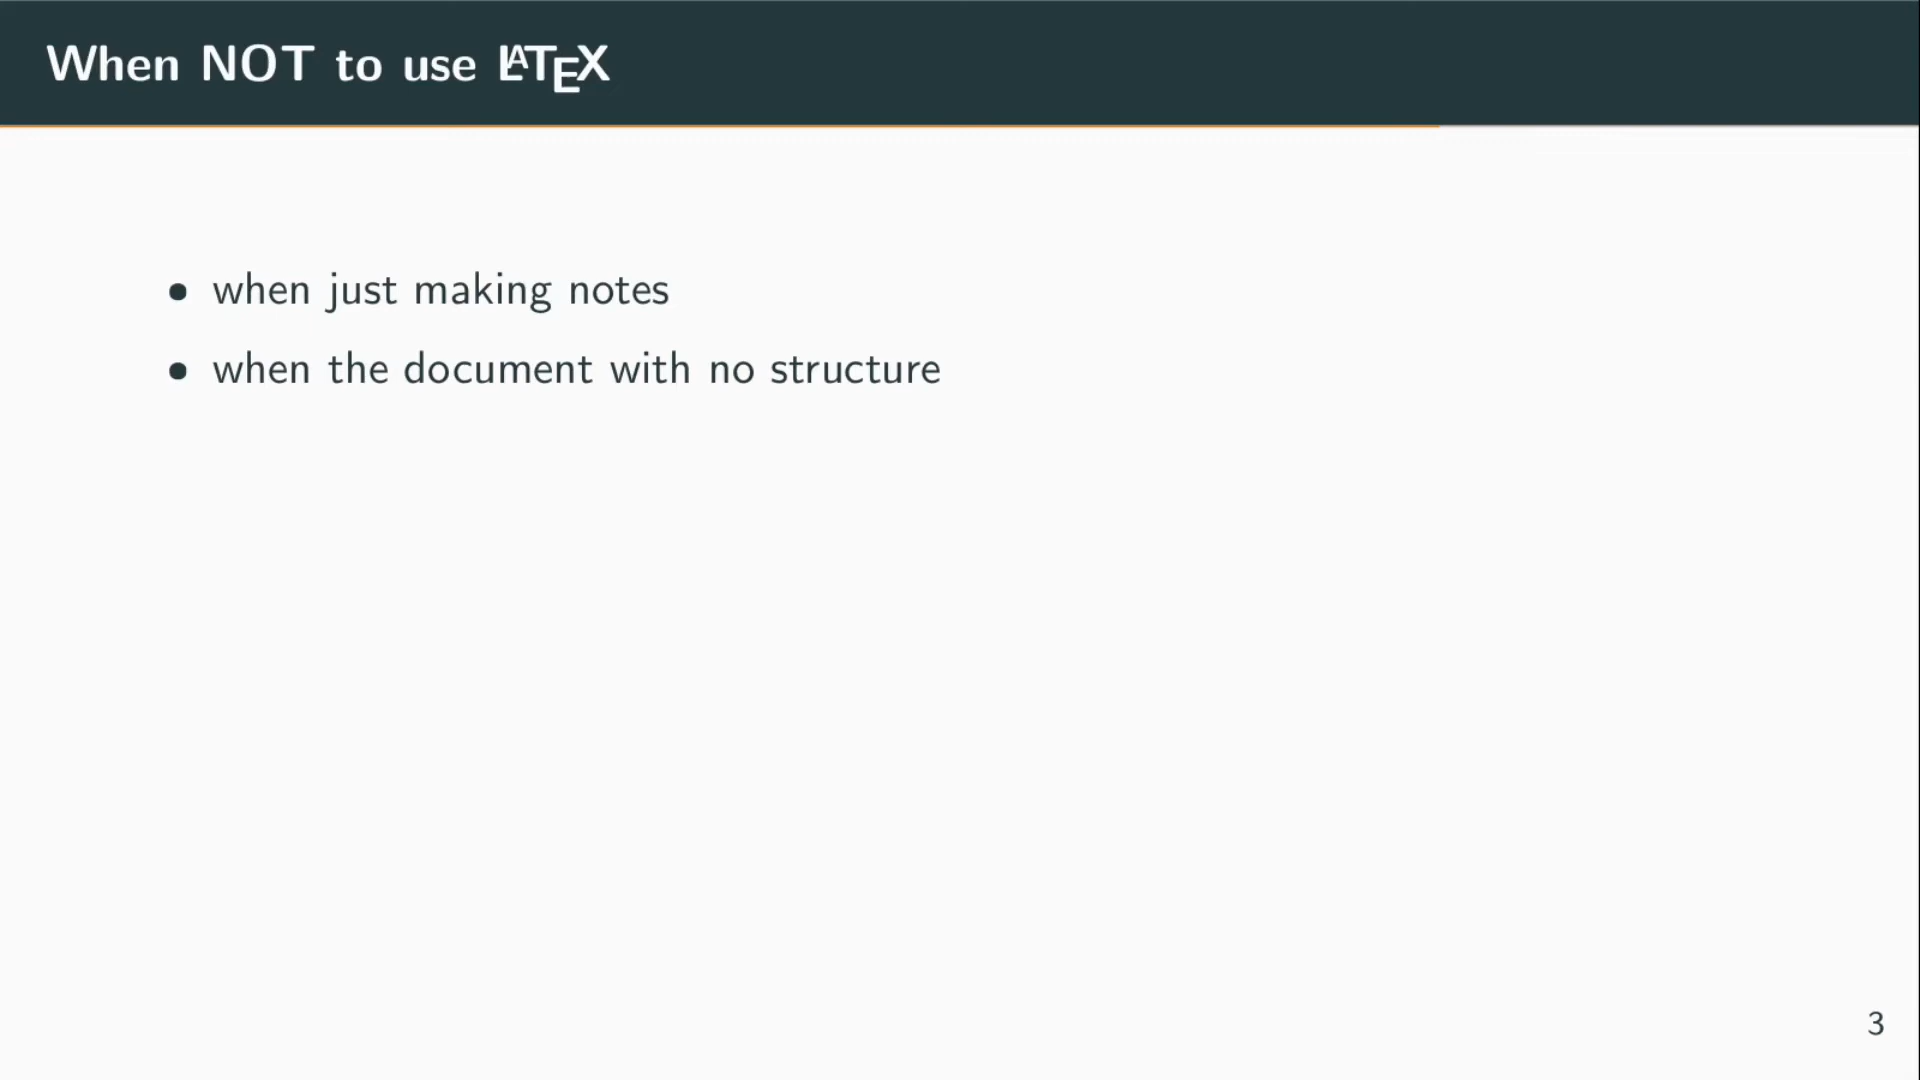 When NOT to use LATEX
• when just making notes
• when the document with no structure
3